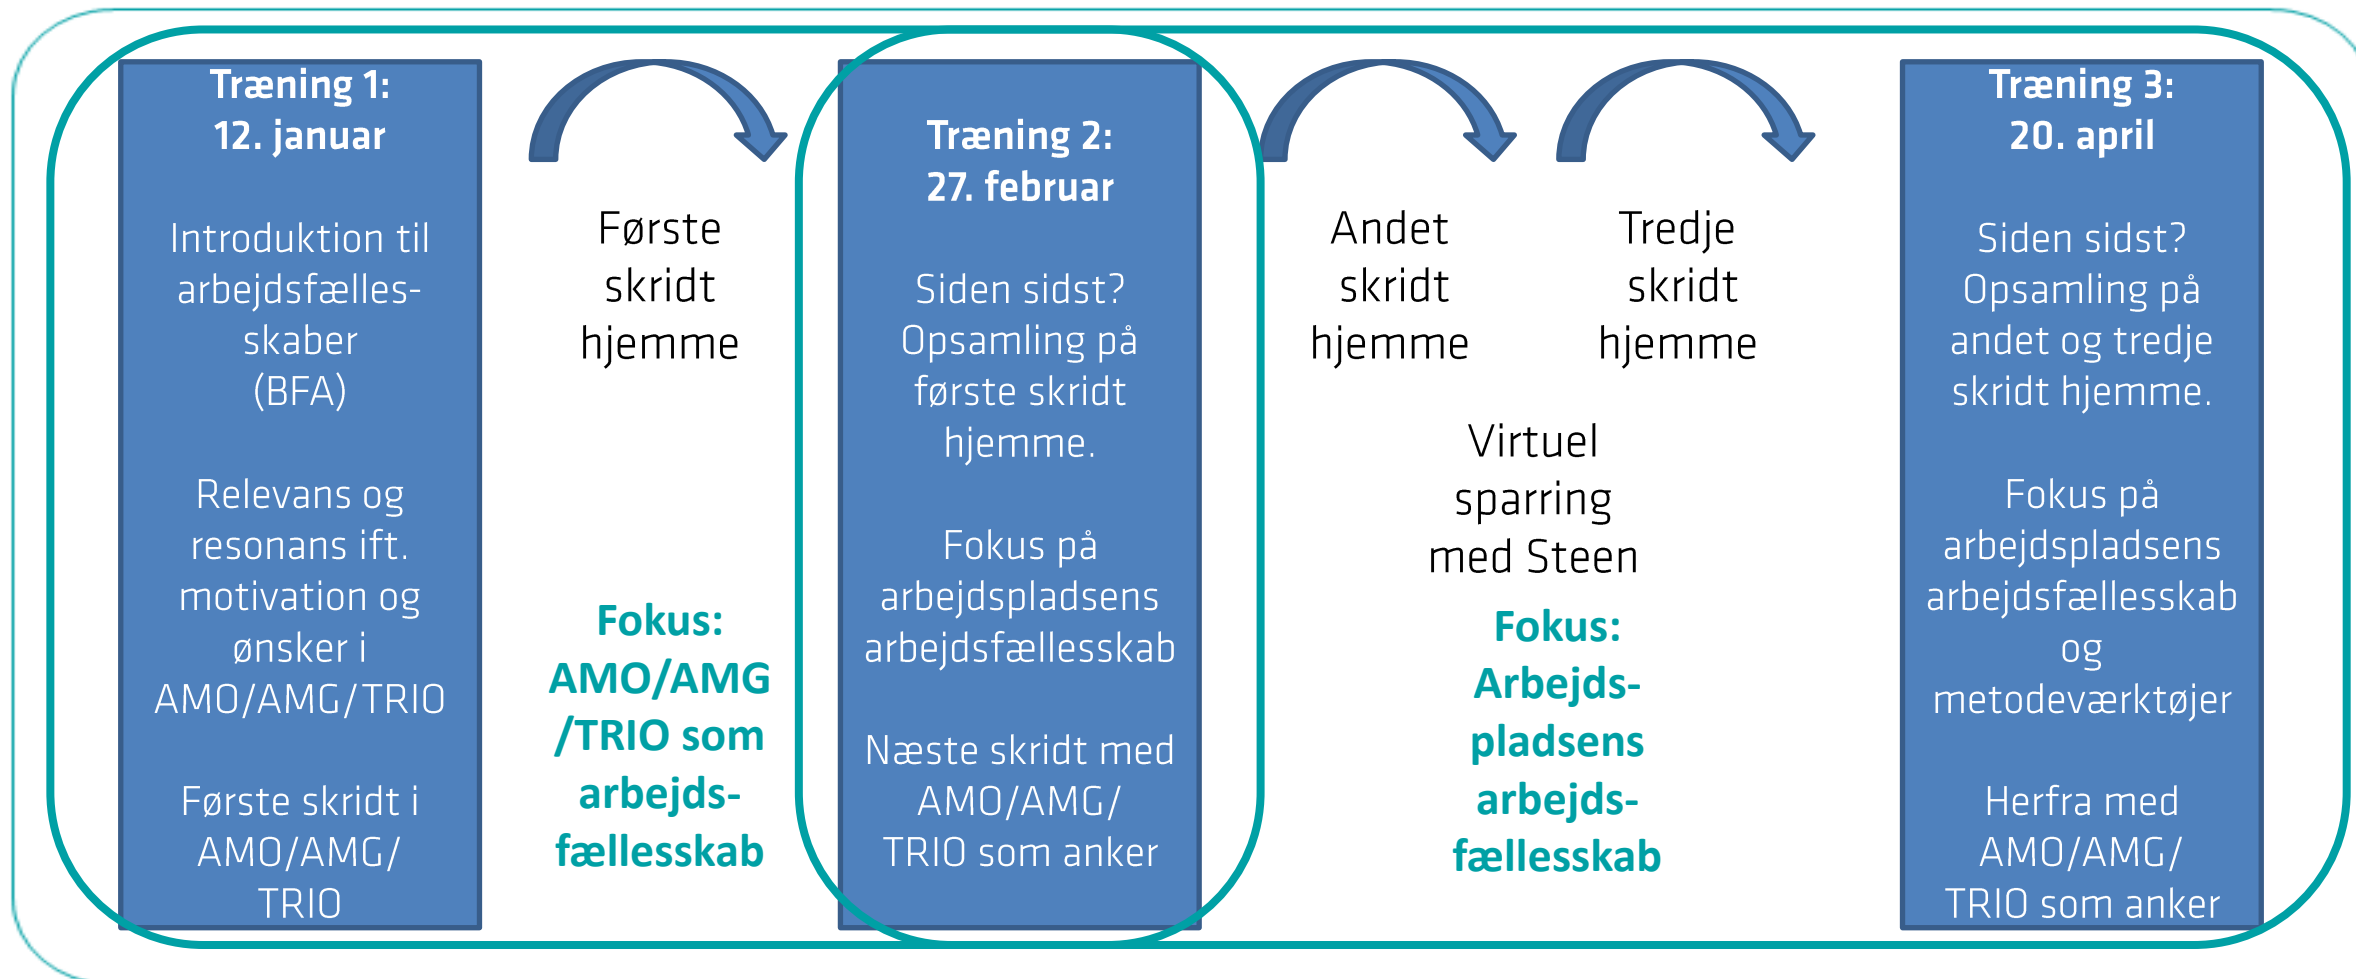 Træning 1:
12. januar
Introduktion til
arbejdsfælles-
skaber
(BFA)
Relevans og
resonans ift.
motivation og
ønsker i
AMO/AMG/TRIO
Første skridt i
AMO/AMG/
TRIO
Første
skridt
hjemme
Fokus:
AMO/AMG
/TRIO som
arbejds-
fællesskab
Træning 2:
27. februar
Siden sidst?
Opsamling på
første skridt
hjemme.
Fokus på
arbejdspladsens
arbejdsfællesskab
Næste skridt med
AMO/AMG/
TRIO som anker
Andet
skridt
hjemme
Tredje
skridt
hjemme
Virtuel
sparring
med Steen
Fokus:
Arbejds-
pladsens
arbejds-
fællesskab
Træning 3:
20. april
Siden sidst?
Opsamling på
andet og tredje
skridt hjemme.
Fokus på
arbejdspladsens
arbejdsfællesskab
og
metodeværktøjer
Herfra med
AMO/AMG/
TRIO som anker